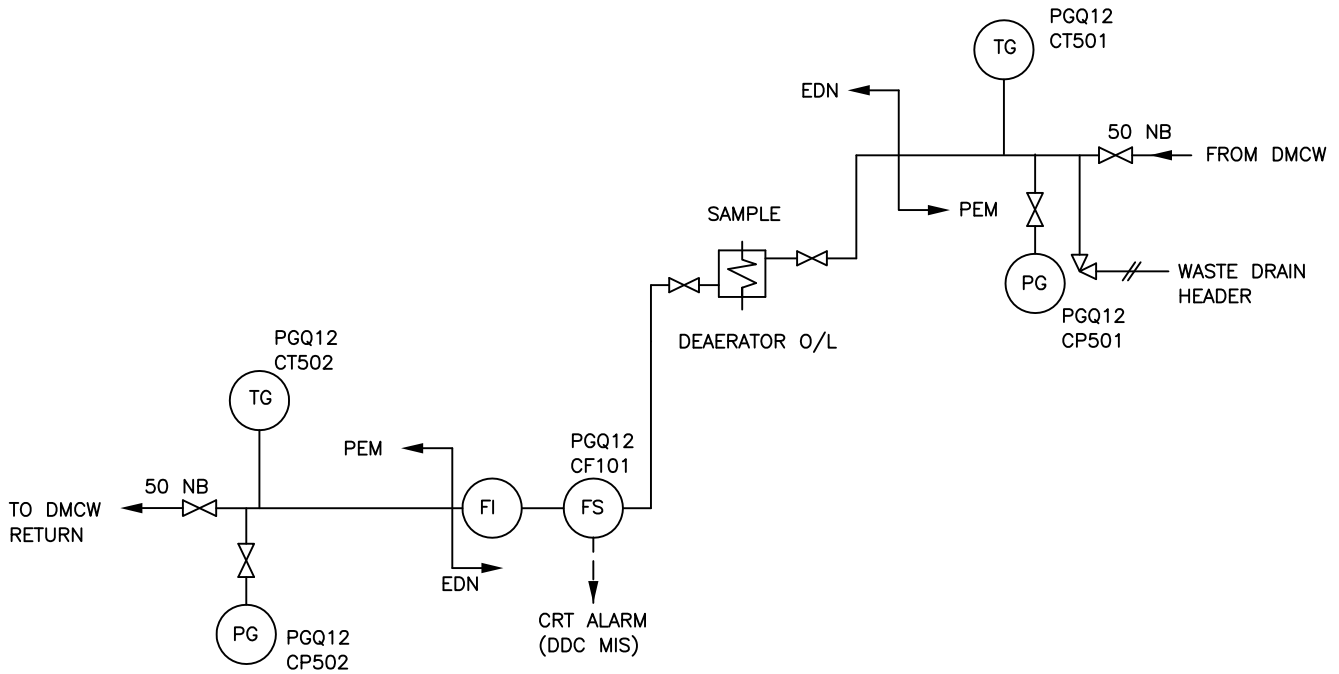 PGQ12
CT501
TG
EDN
50 NB
FROM DMCW
PEM
SAMPLE
WASTE DRAIN
HEADER
PG
PGQ12
CP501
DEAERATOR O/L
PGQ12
CT502
TG
PEM
PGQ12
CF101
50 NB
TO DMCW
RETURN
FI
FS
EDN
CRT ALARM
(DDC MIS)
PG
PGQ12
CP502